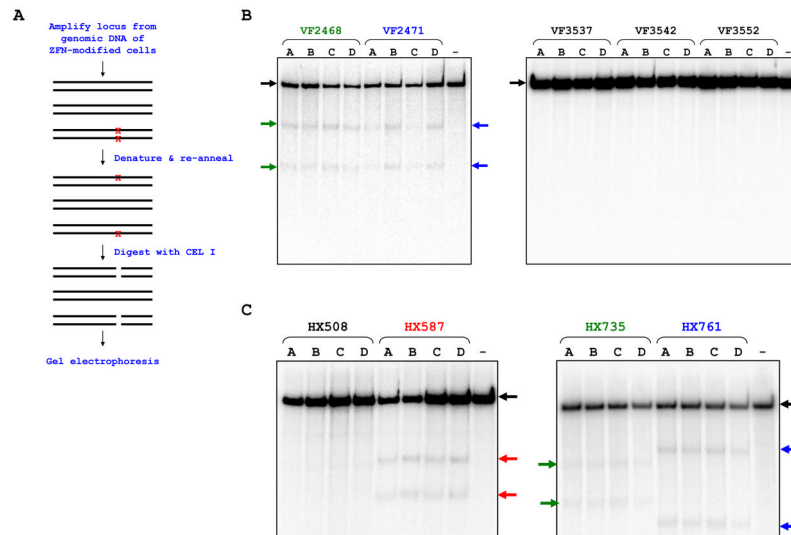 A
Amplify locus from
genomic DNA of
ZFN-modified cells
X
X
Denature & re-anneal
X
X
Digest with CEL I
Gel electrophoresis
B
VF2468 VF2471
A B C D A B C D –
VF3537 VF3542 VF3552
A B C D A B C D A B C D –
C
HX508 HX587
A B C D A B C D –
HX735 HX761
A B C D A B C D –